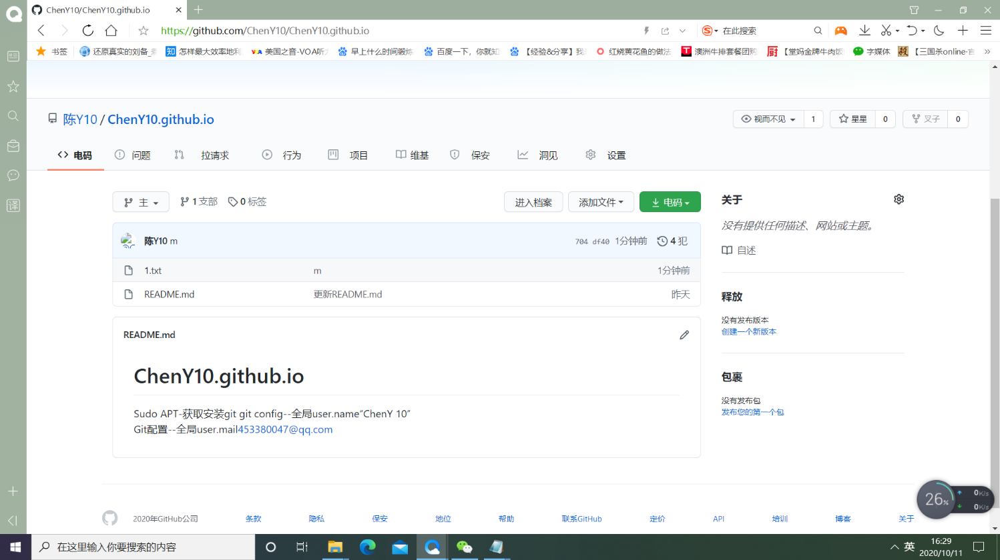 ChenY10/ChenY10.github.io
https://github.com/ChenY10/ChenY10.github.io
在此搜索
书签
还原真实的刘备_
知 怎样最大效率地利
VOA 美国之音-VOA听
早上什么时间锻炼
百度一下，你就知
【经验&分享】我
红烧黄花鱼的做法
T 澳洲牛排套餐团购
厨 【堂妈金牌牛肉饭
字媒体
【三国杀online-官
译
陈Y10 / ChenY10.github.io
视而不见 1
星星 0
叉子 0
电码
问题
拉请求
行为
项目
维基
保安
洞见
设置
主
1 支部
0 标签
进入档案
添加文件
电码
陈Y10 m
704 df40 1分钟前
4 犯
1.txt m 1分钟前
README.md 更新README.md 昨天
README.md
ChenY10.github.io
Sudo APT-获取安装git git config--全局user.name“ChenY 10”
Git配置--全局user.mail453380047@qq.com
关于
没有提供任何描述、网站或主题。
自述
释放
没有发布版本
创建一个新版本
包裹
没有发布包
发布您的第一个包
26%
0K/s
0K/s
2020年GitHub公司
条款
隐私
保安
地位
帮助
联系GitHub
定价
API
培训
博客
关于
在这里输入你要搜索的内容
英
16:29
2020/10/11